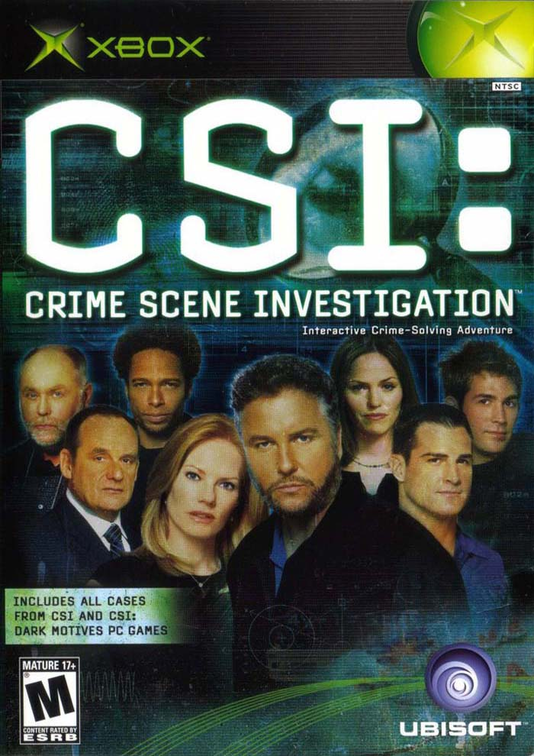 XBOX
NTSC
CSI:
CRIME SCENE INVESTIGATION™
Interactive Crime-Solving Adventure
INCLUDES ALL CASES
FROM CSI AND CSI:
DARK MOTIVES PC GAMES
MATURE 17+
M
CONTENT RATED BY
ESRB
UBISOFT